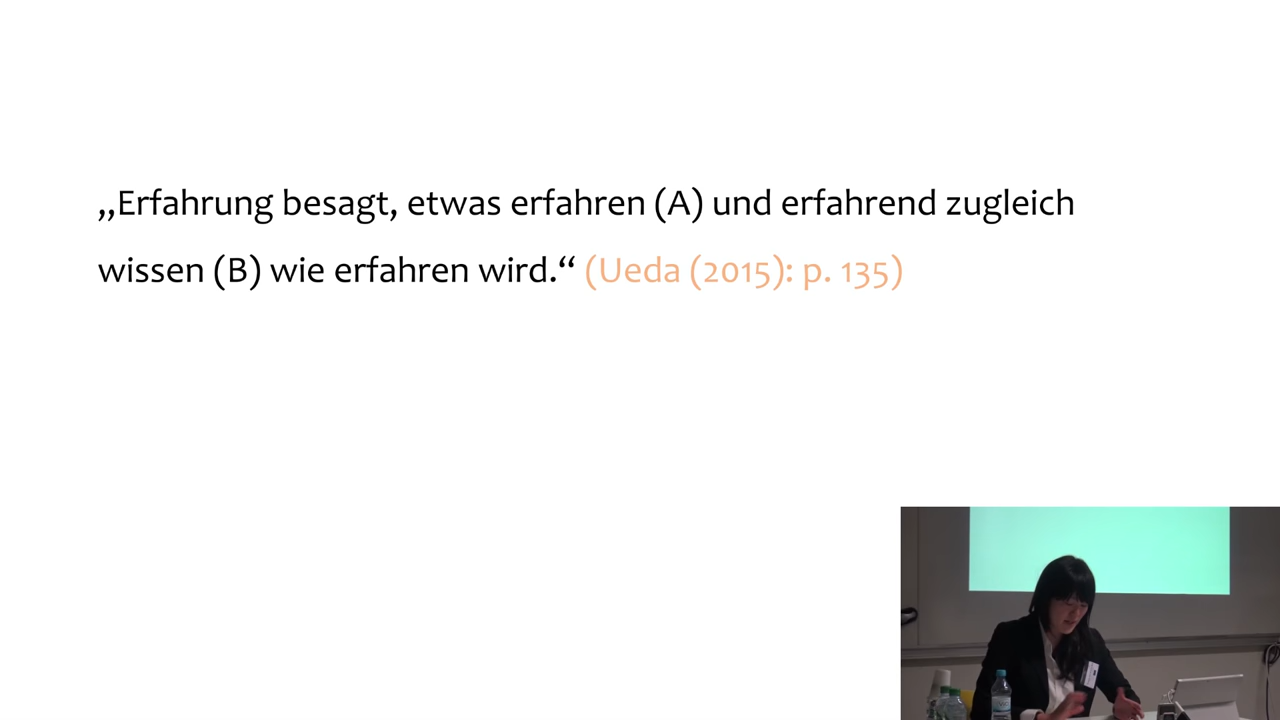 „Erfahrung besagt, etwas erfahren (A) und erfahrend zugleich
wissen (B) wie erfahren wird.“ (Ueda (2015): p. 135)